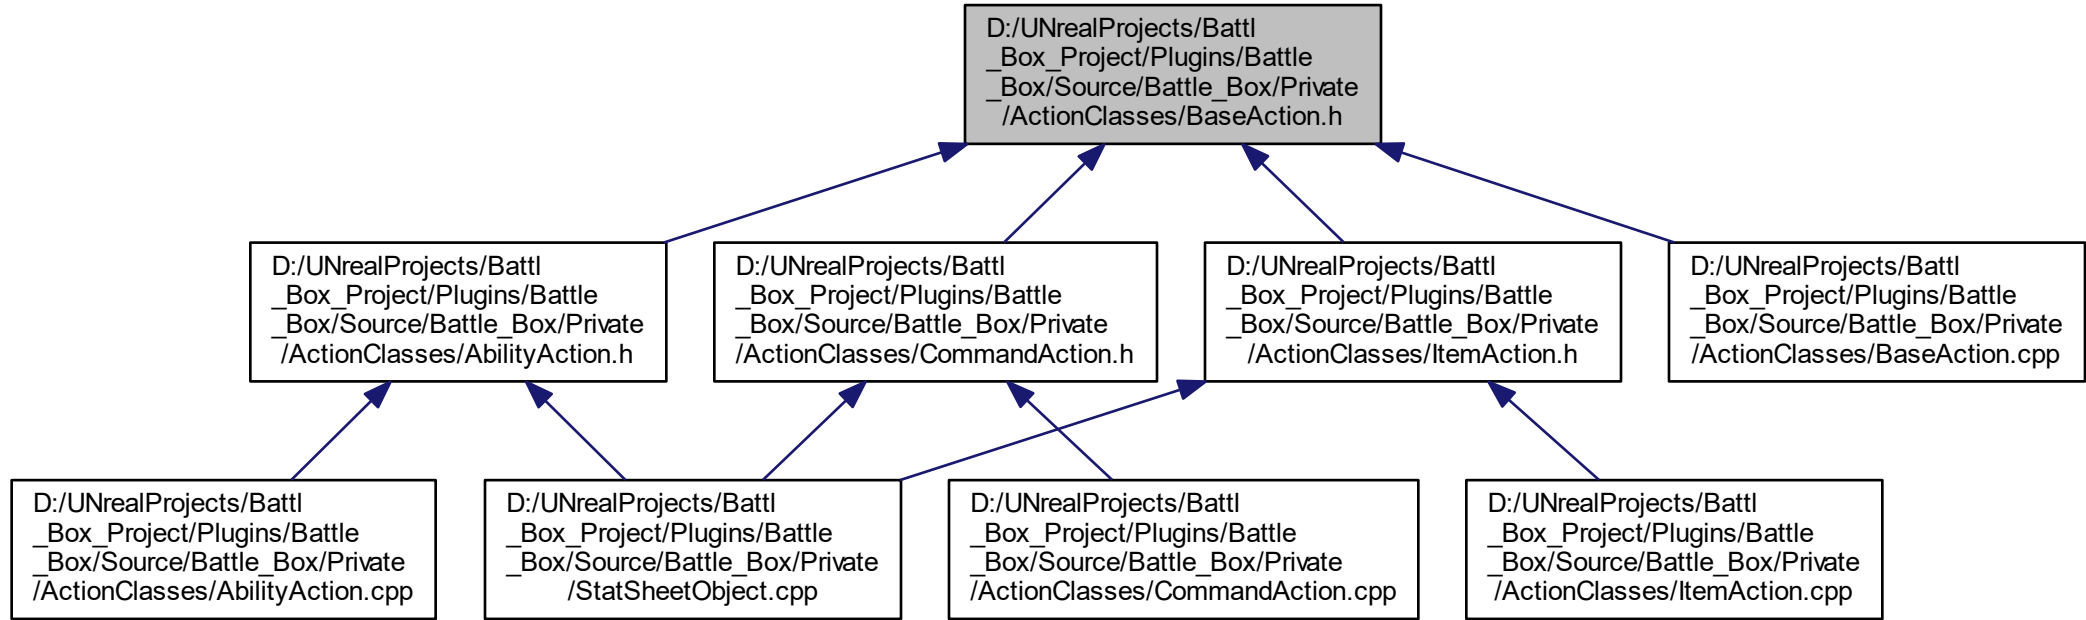 D:/UNrealProjects/Battl
_Box_Project/Plugins/Battle
_Box/Source/Battle_Box/Private
/ActionClasses/BaseAction.h
D:/UNrealProjects/Battl
_Box_Project/Plugins/Battle
_Box/Source/Battle_Box/Private
/ActionClasses/AbilityAction.h
D:/UNrealProjects/Battl
_Box_Project/Plugins/Battle
_Box/Source/Battle_Box/Private
/ActionClasses/CommandAction.h
D:/UNrealProjects/Battl
_Box_Project/Plugins/Battle
_Box/Source/Battle_Box/Private
/ActionClasses/ItemAction.h
D:/UNrealProjects/Battl
_Box_Project/Plugins/Battle
_Box/Source/Battle_Box/Private
/ActionClasses/BaseAction.cpp
D:/UNrealProjects/Battl
_Box_Project/Plugins/Battle
_Box/Source/Battle_Box/Private
/ActionClasses/AbilityAction.cpp
D:/UNrealProjects/Battl
_Box_Project/Plugins/Battle
_Box/Source/Battle_Box/Private
/StatSheetObject.cpp
D:/UNrealProjects/Battl
_Box_Project/Plugins/Battle
_Box/Source/Battle_Box/Private
/ActionClasses/CommandAction.cpp
D:/UNrealProjects/Battl
_Box_Project/Plugins/Battle
_Box/Source/Battle_Box/Private
/ActionClasses/ItemAction.cpp